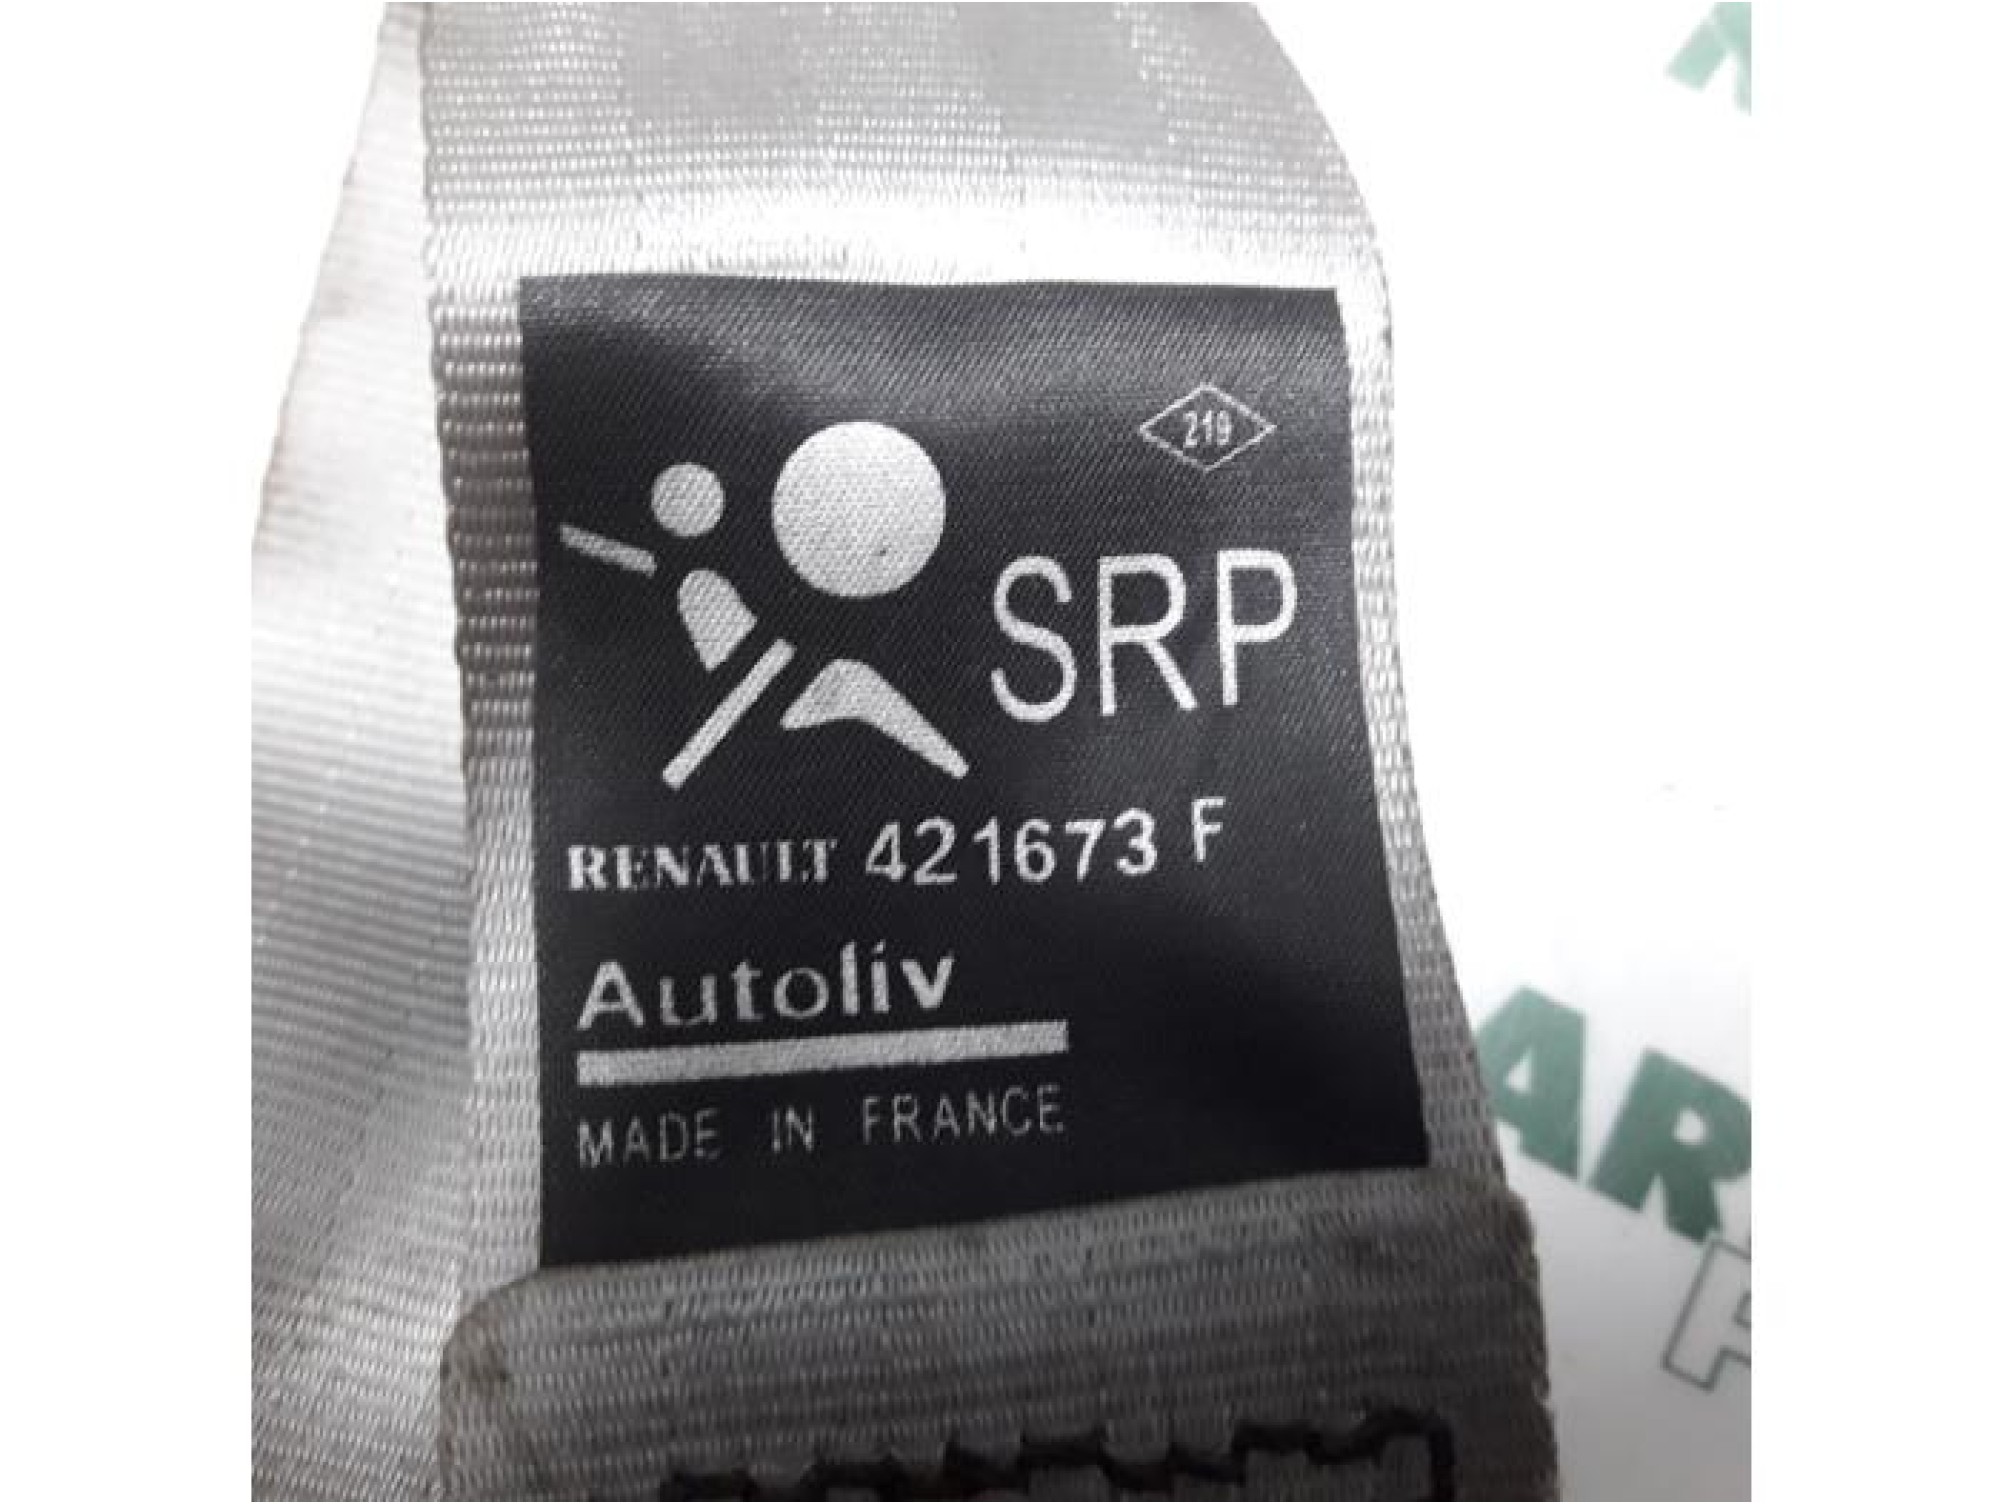 219
SRP
RENAULT 421673 F
Autoliv
MADE IN FRANCE